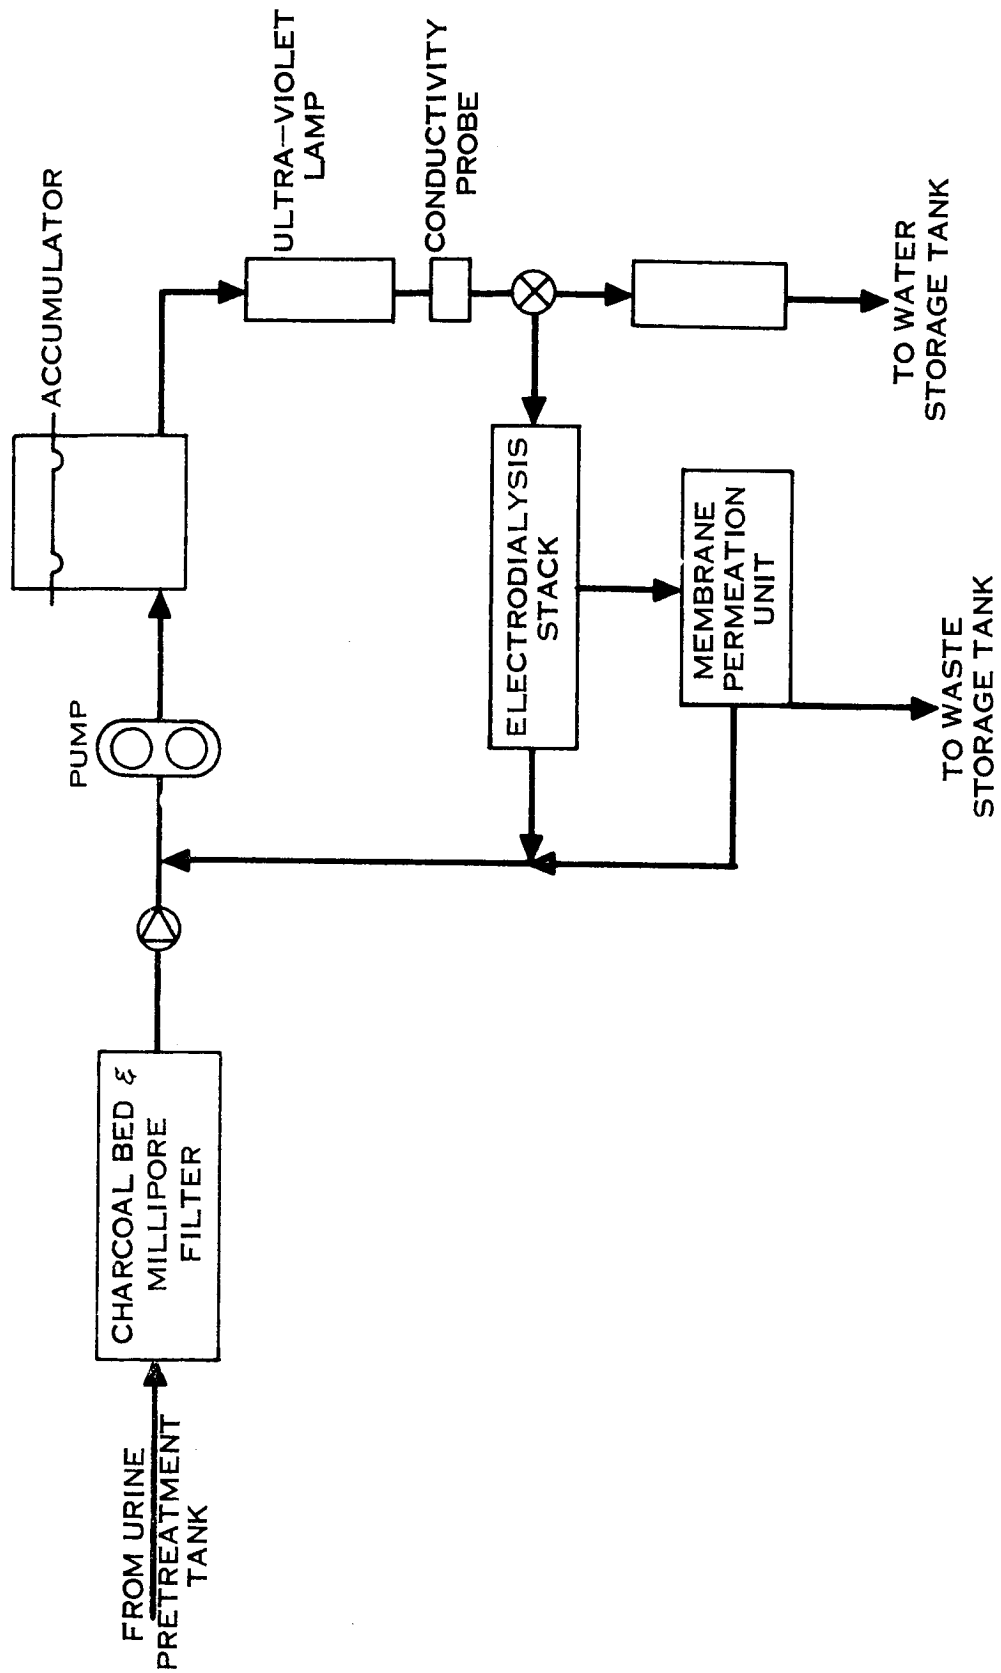 FROM URINE
PRETREATMENT
TANK
CHARCOAL BED &
MILLIPORE
FILTER
PUMP
ACCUMULATOR
ULTRA-VIOLET
LAMP
CONDUCTIVITY
PROBE
ELECTRODIALYSIS
STACK
MEMBRANE
PERMEATION
UNIT
TO WATER
STORAGE TANK
TO WASTE
STORAGE TANK